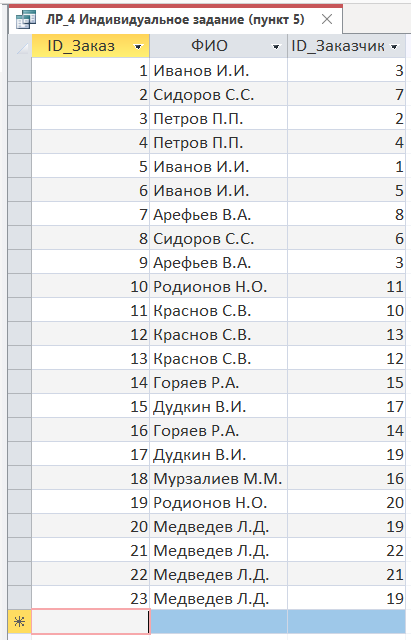 ЛР_4 Индивидуальное задание (пункт 5)
ID_Заказ ФИО ID_Заказчик
1 Иванов И.И. 3
2 Сидоров С.С. 7
3 Петров П.П. 2
4 Петров П.П. 4
5 Иванов И.И. 1
6 Иванов И.И. 5
7 Арефьев В.А. 8
8 Сидоров С.С. 6
9 Арефьев В.А. 3
10 Родионов Н.О. 11
11 Краснов С.В. 10
12 Краснов С.В. 13
13 Краснов С.В. 12
14 Горяев Р.А. 15
15 Дудкин В.И. 17
16 Горяев Р.А. 14
17 Дудкин В.И. 19
18 Мурзалиев М.М. 16
19 Родионов Н.О. 20
20 Медведев Л.Д. 19
21 Медведев Л.Д. 22
22 Медведев Л.Д. 21
23 Медведев Л.Д. 19